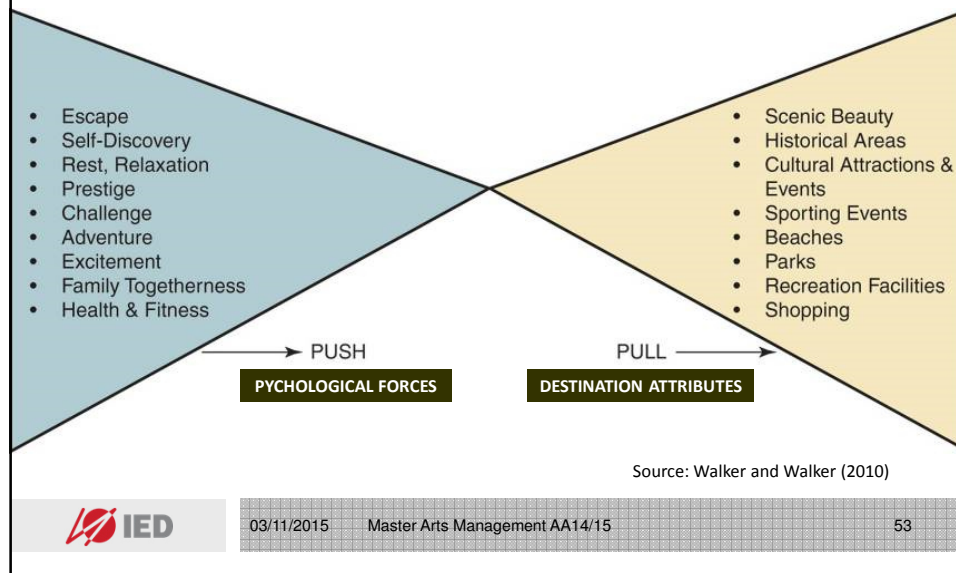 • Escape
• Self-Discovery
• Rest, Relaxation
• Prestige
• Challenge
• Adventure
• Excitement
• Family Togetherness
• Health & Fitness
• Scenic Beauty
• Historical Areas
• Cultural Attractions &
Events
• Sporting Events
• Beaches
• Parks
• Recreation Facilities
• Shopping
PUSH
PYCHOLOGICAL FORCES
PULL
DESTINATION ATTRIBUTES
Source: Walker and Walker (2010)
IED
03/11/2015 Master Arts Management AA14/15 53